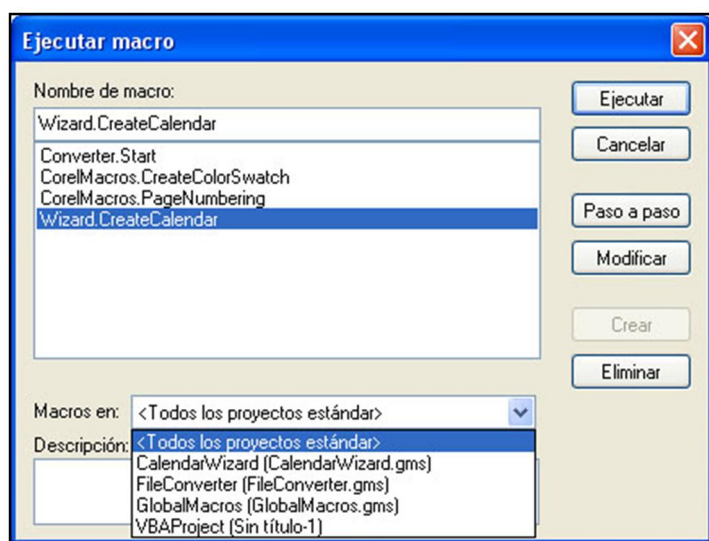 Ejecutar macro
Nombre de macro:
Wizard.CreateCalendar
Converter.Start
CorelMacros.CreateColorSwatch
CorelMacros.PageNumbering
Wizard.CreateCalendar
Ejecutar
Cancelar
Paso a paso
Modificar
Crear
Eliminar
Macros en: <Todos los proyectos estándar>
Descripción:
<Todos los proyectos estándar>
CalendarWizard (CalendarWizard.gms)
FileConverter (FileConverter.gms)
GlobalMacros (GlobalMacros.gms)
VBAProject (Sin título-1)